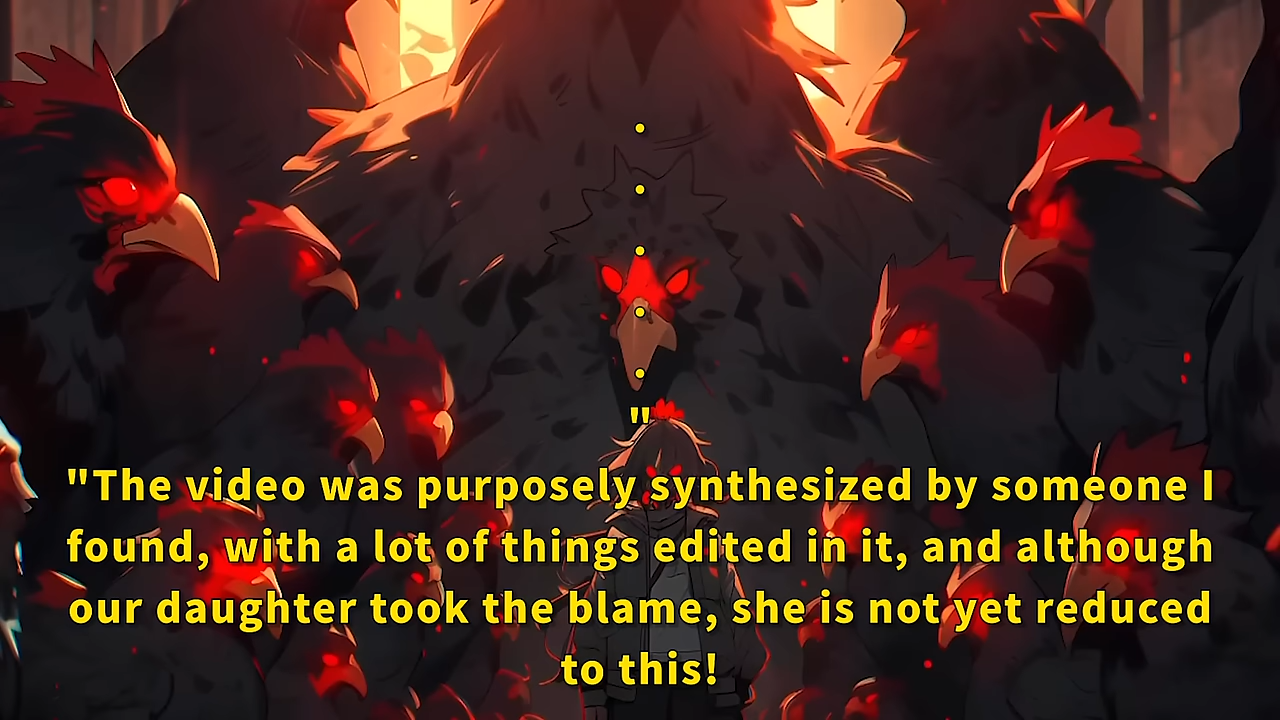 .
.
.
.
.
"
"The video was purposely synthesized by someone I
found, with a lot of things edited in it, and although
our daughter took the blame, she is not yet reduced
to this!